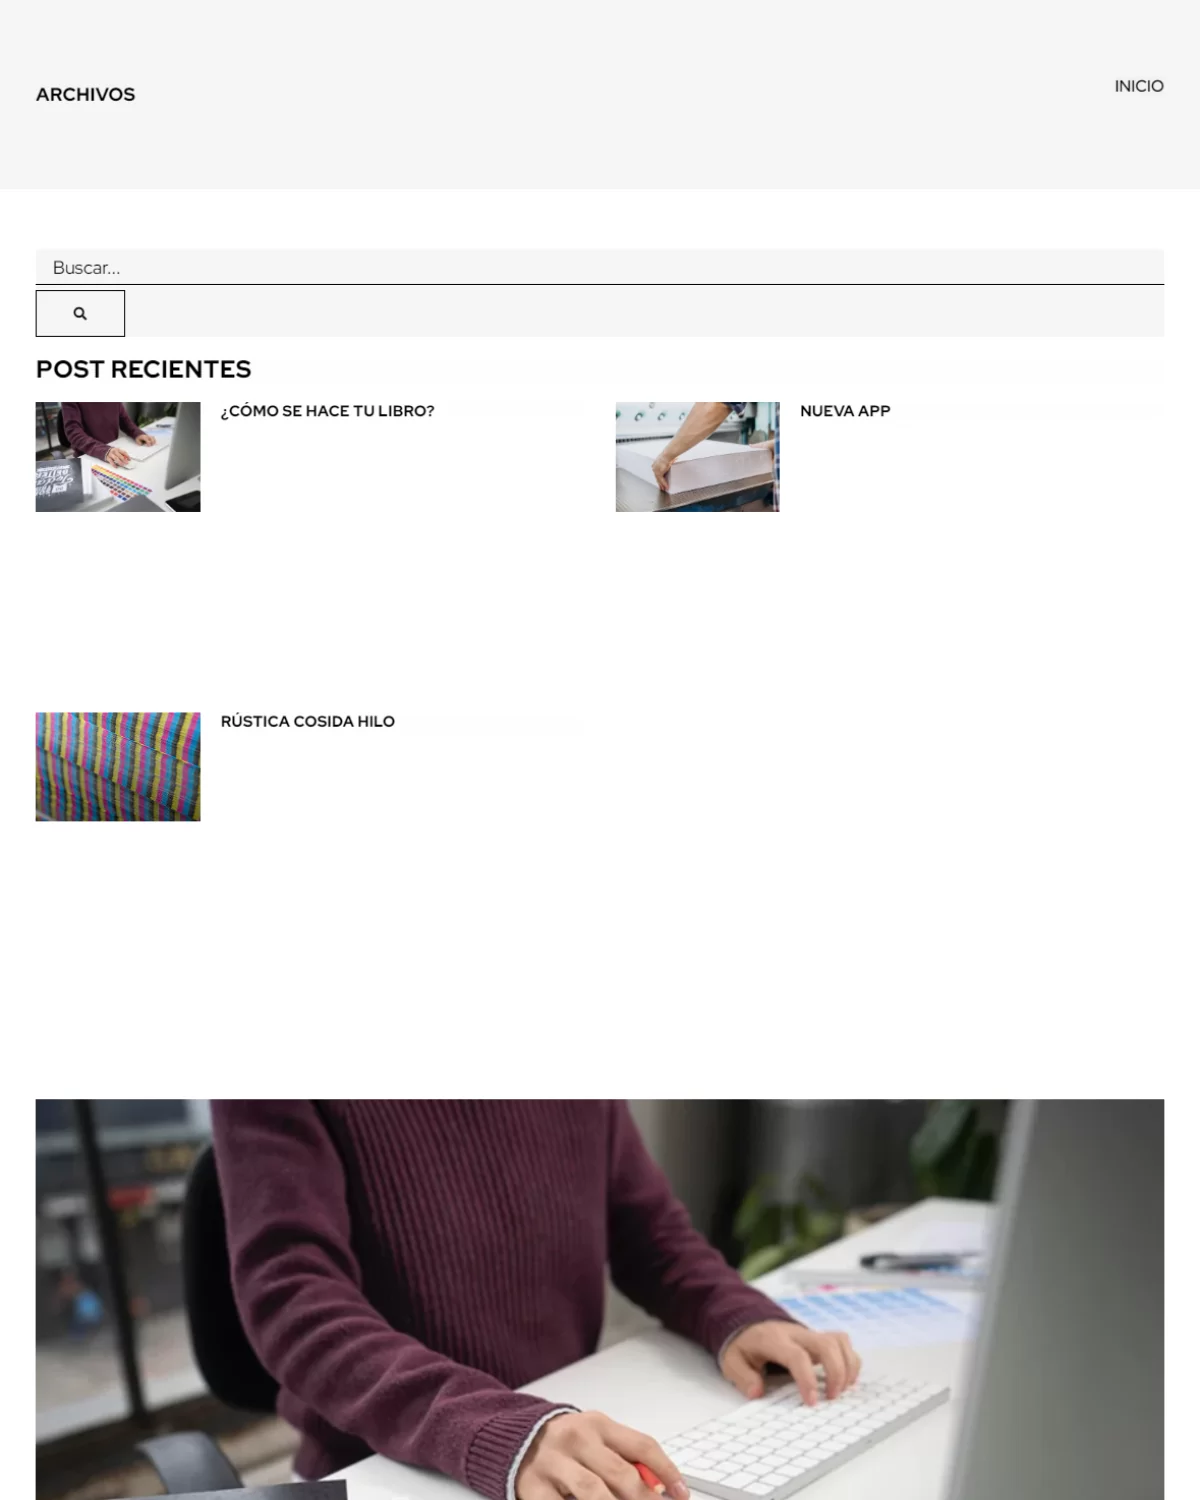 ARCHIVOS
INICIO
Buscar...
POST RECIENTES
¿CÓMO SE HACE TU LIBRO?
NUEVA APP
RÚSTICA COSIDA HILO